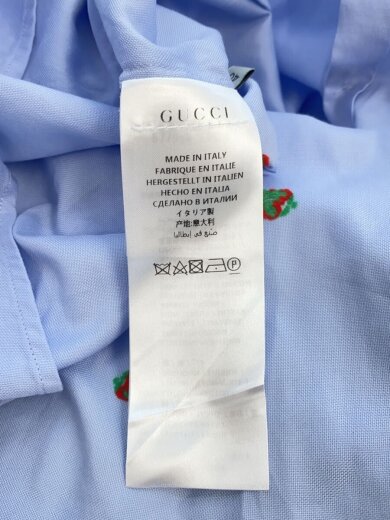 GUCCI
MADE IN ITALY
FABRIQUE EN ITALIE
HERGESTELLT IN ITALIEN
HECHO EN ITALIA
СДЕЛАНО В ИТАЛИИ
イタリア製
产地:意大利
صنع في إيطاليا
P